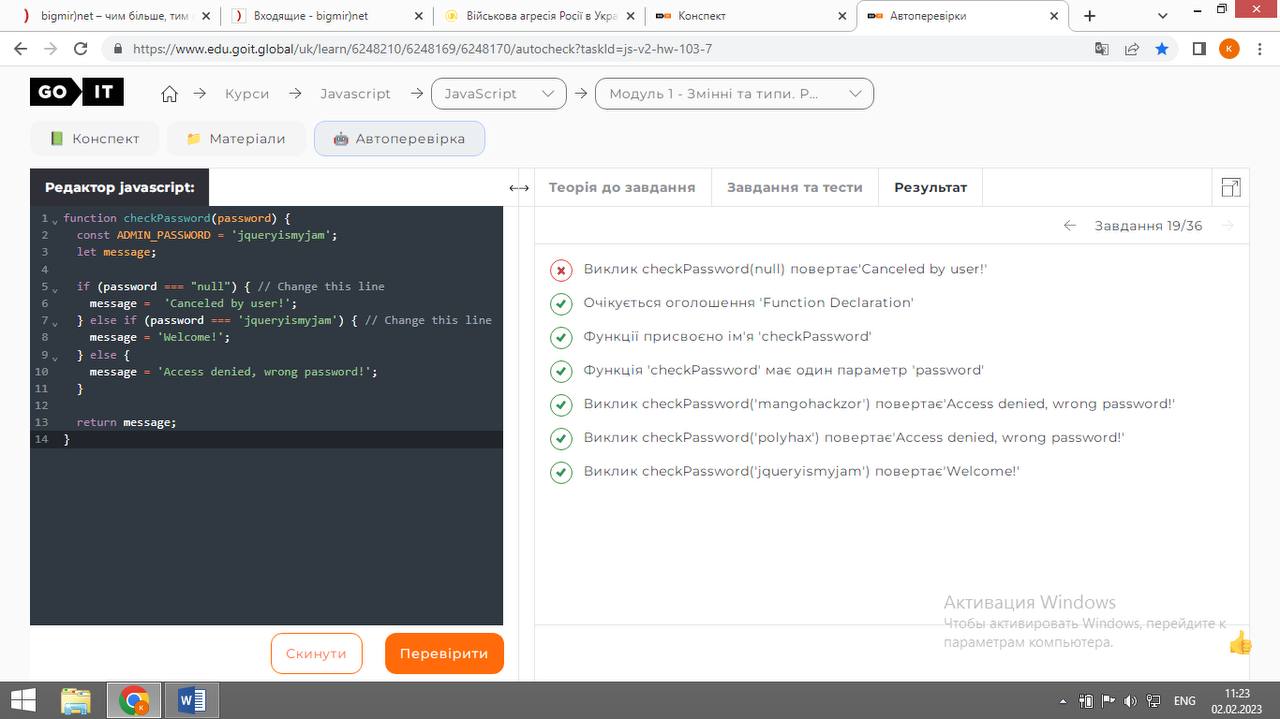 bigmir)net – чим більше, тим
Входящие - bigmir)net
Військова агресія Росії в Укра
Конспект
Автоперевірки
https://www.edu.goit.global/uk/learn/6248210/6248169/6248170/autocheck?taskId=js-v2-hw-103-7
K
GO IT
Курси
Javascript
JavaScript
Модуль 1 - Змінні та типи. Р...
Конспект
Матеріали
Автоперевірка
Редактор javascript:
Теорія до завдання
Завдання та тести
Результат
Завдання 19/36
1 function checkPassword(password) {
2 const ADMIN_PASSWORD = 'jqueryismyjam';
3 let message;
4
5 if (password === "null") { // Change this line
6 message =  'Canceled by user!';
7 } else if (password === 'jqueryismyjam') { // Change this line
8 message = 'Welcome!';
9 } else {
10 message = 'Access denied, wrong password!';
11 }
12
13 return message;
14 }
Виклик checkPassword(null) повертає'Canceled by user!'
Очікується оголошення 'Function Declaration'
Функції присвоєно ім'я 'checkPassword'
Функція 'checkPassword' має один параметр 'password'
Виклик checkPassword('mangohackzor') повертає'Access denied, wrong password!'
Виклик checkPassword('polyhax') повертає'Access denied, wrong password!'
Виклик checkPassword('jqueryismyjam') повертає'Welcome!'
Скинути
Перевірити
Активация Windows
Чтобы активировать Windows, перейдите к
параметрам компьютера.
ENG
11:23
02.02.2023